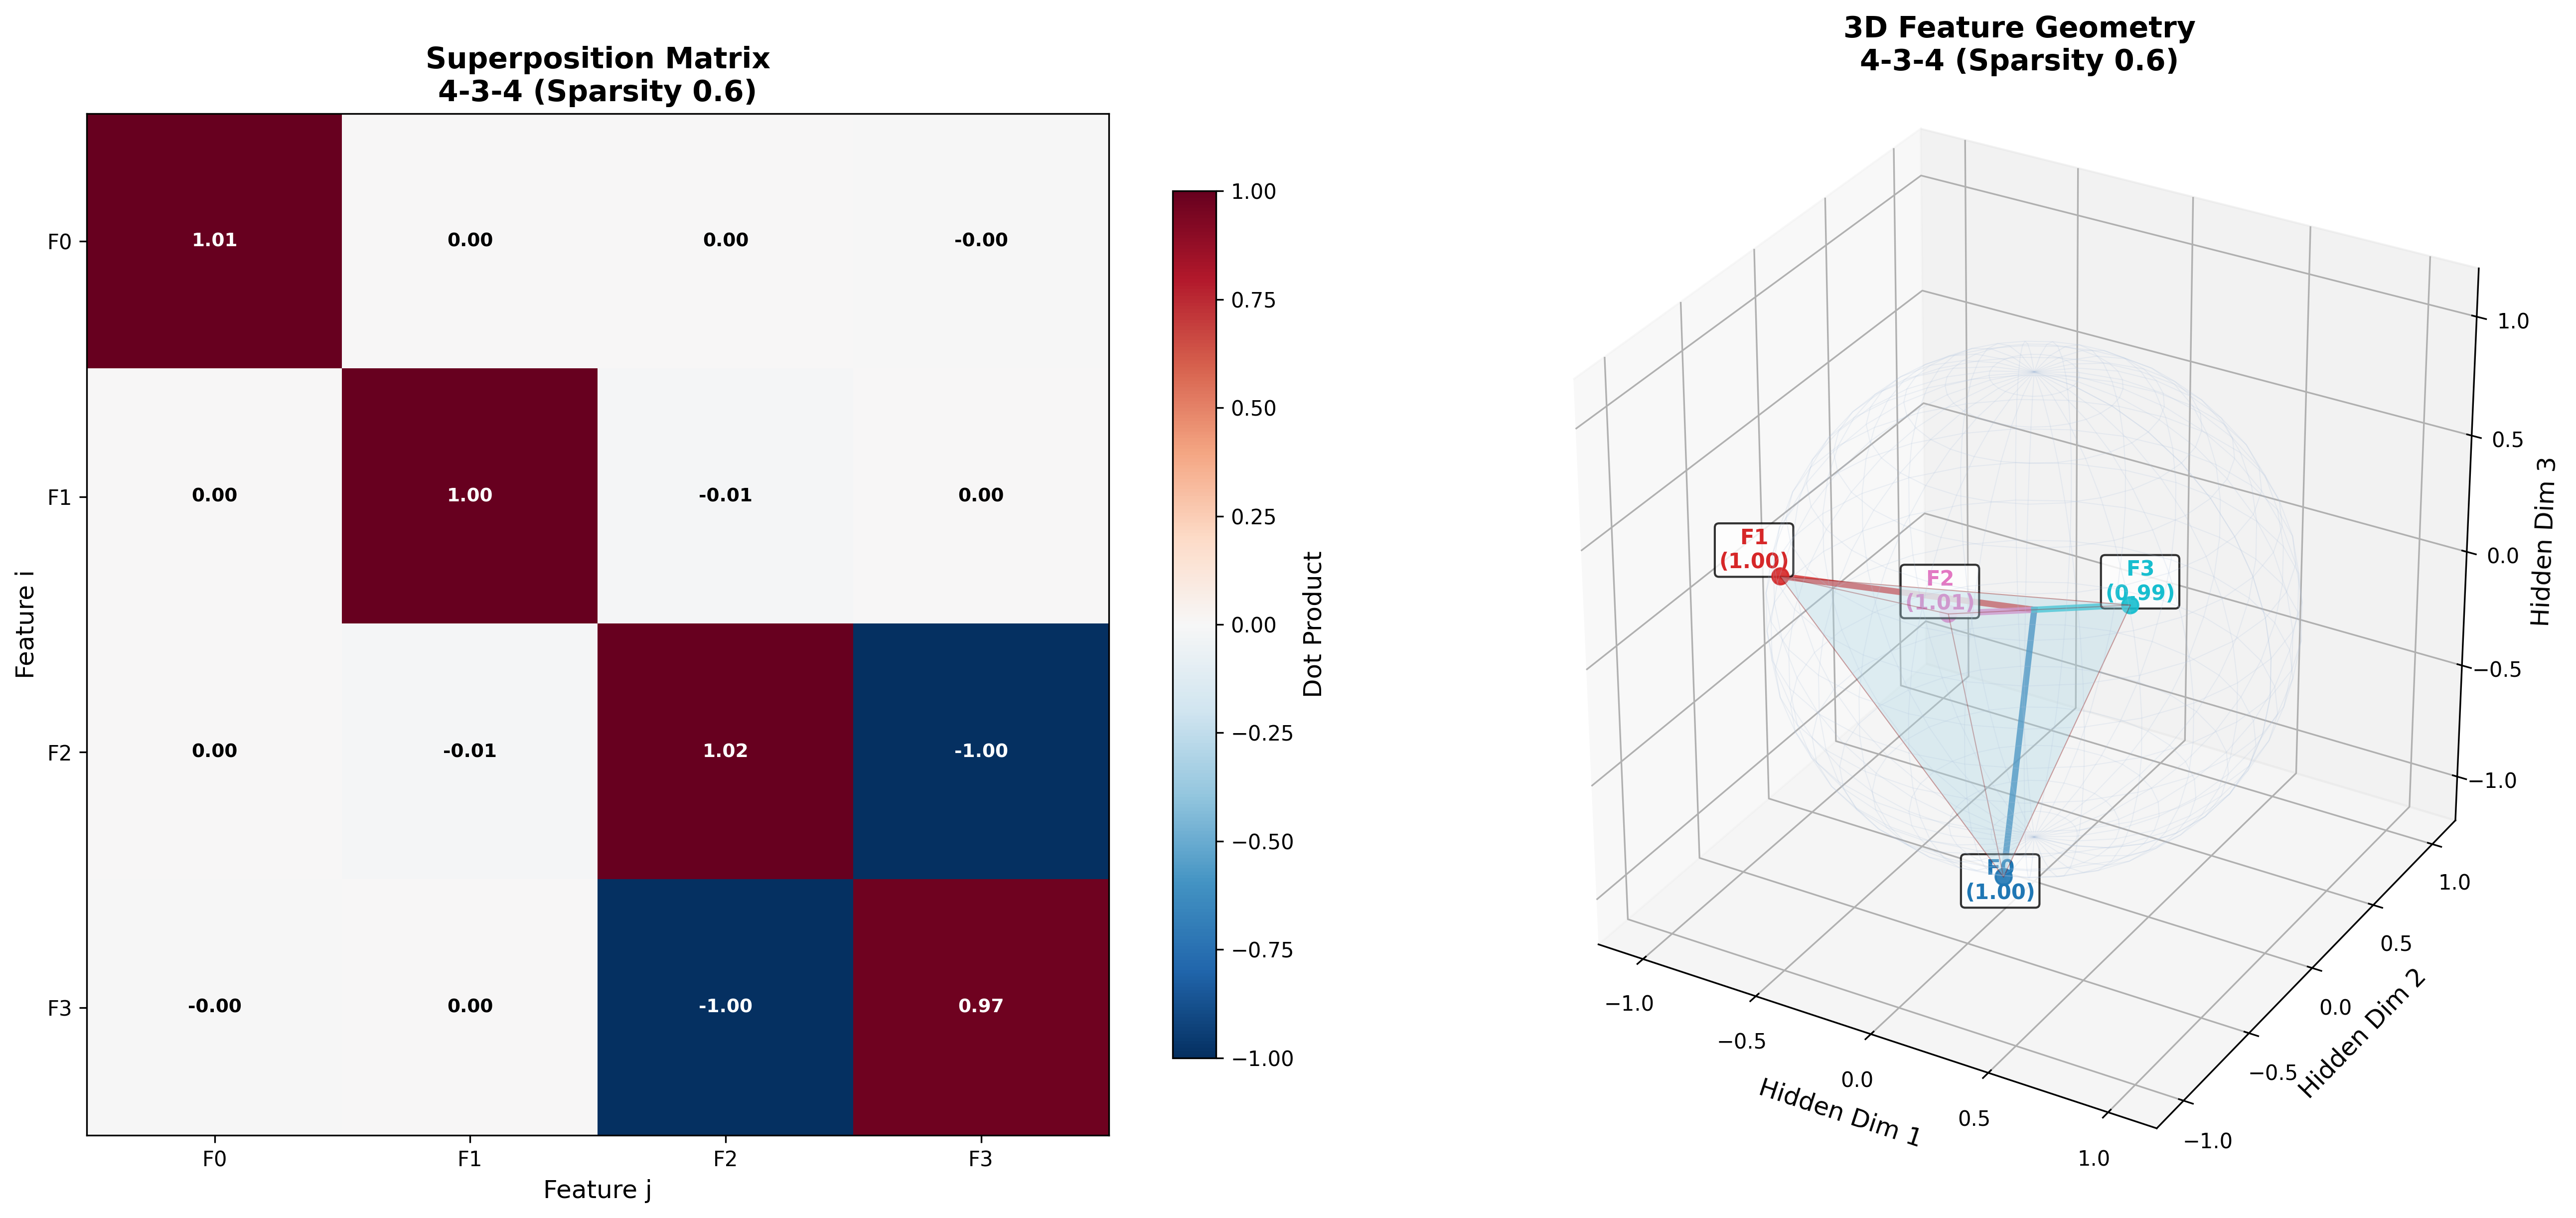 Superposition Matrix
4-3-4 (Sparsity 0.6)
F0
1.01
0.00
0.00
-0.00
F1
0.00
1.00
-0.01
0.00
F2
0.00
-0.01
1.02
-1.00
F3
-0.00
0.00
-1.00
0.97
F0
F1
F2
F3
Feature j
Feature i
1.00
0.75
0.50
0.25
0.00
−0.25
−0.50
−0.75
−1.00
Dot Product
3D Feature Geometry
4-3-4 (Sparsity 0.6)
F1
(1.00)
F2
(1.01)
F3
(0.99)
F0
(1.00)
1.0
0.5
0.0
−0.5
−1.0
Hidden Dim 3
1.0
0.5
0.0
−0.5
−1.0
Hidden Dim 2
−1.0
−0.5
0.0
0.5
1.0
Hidden Dim 1